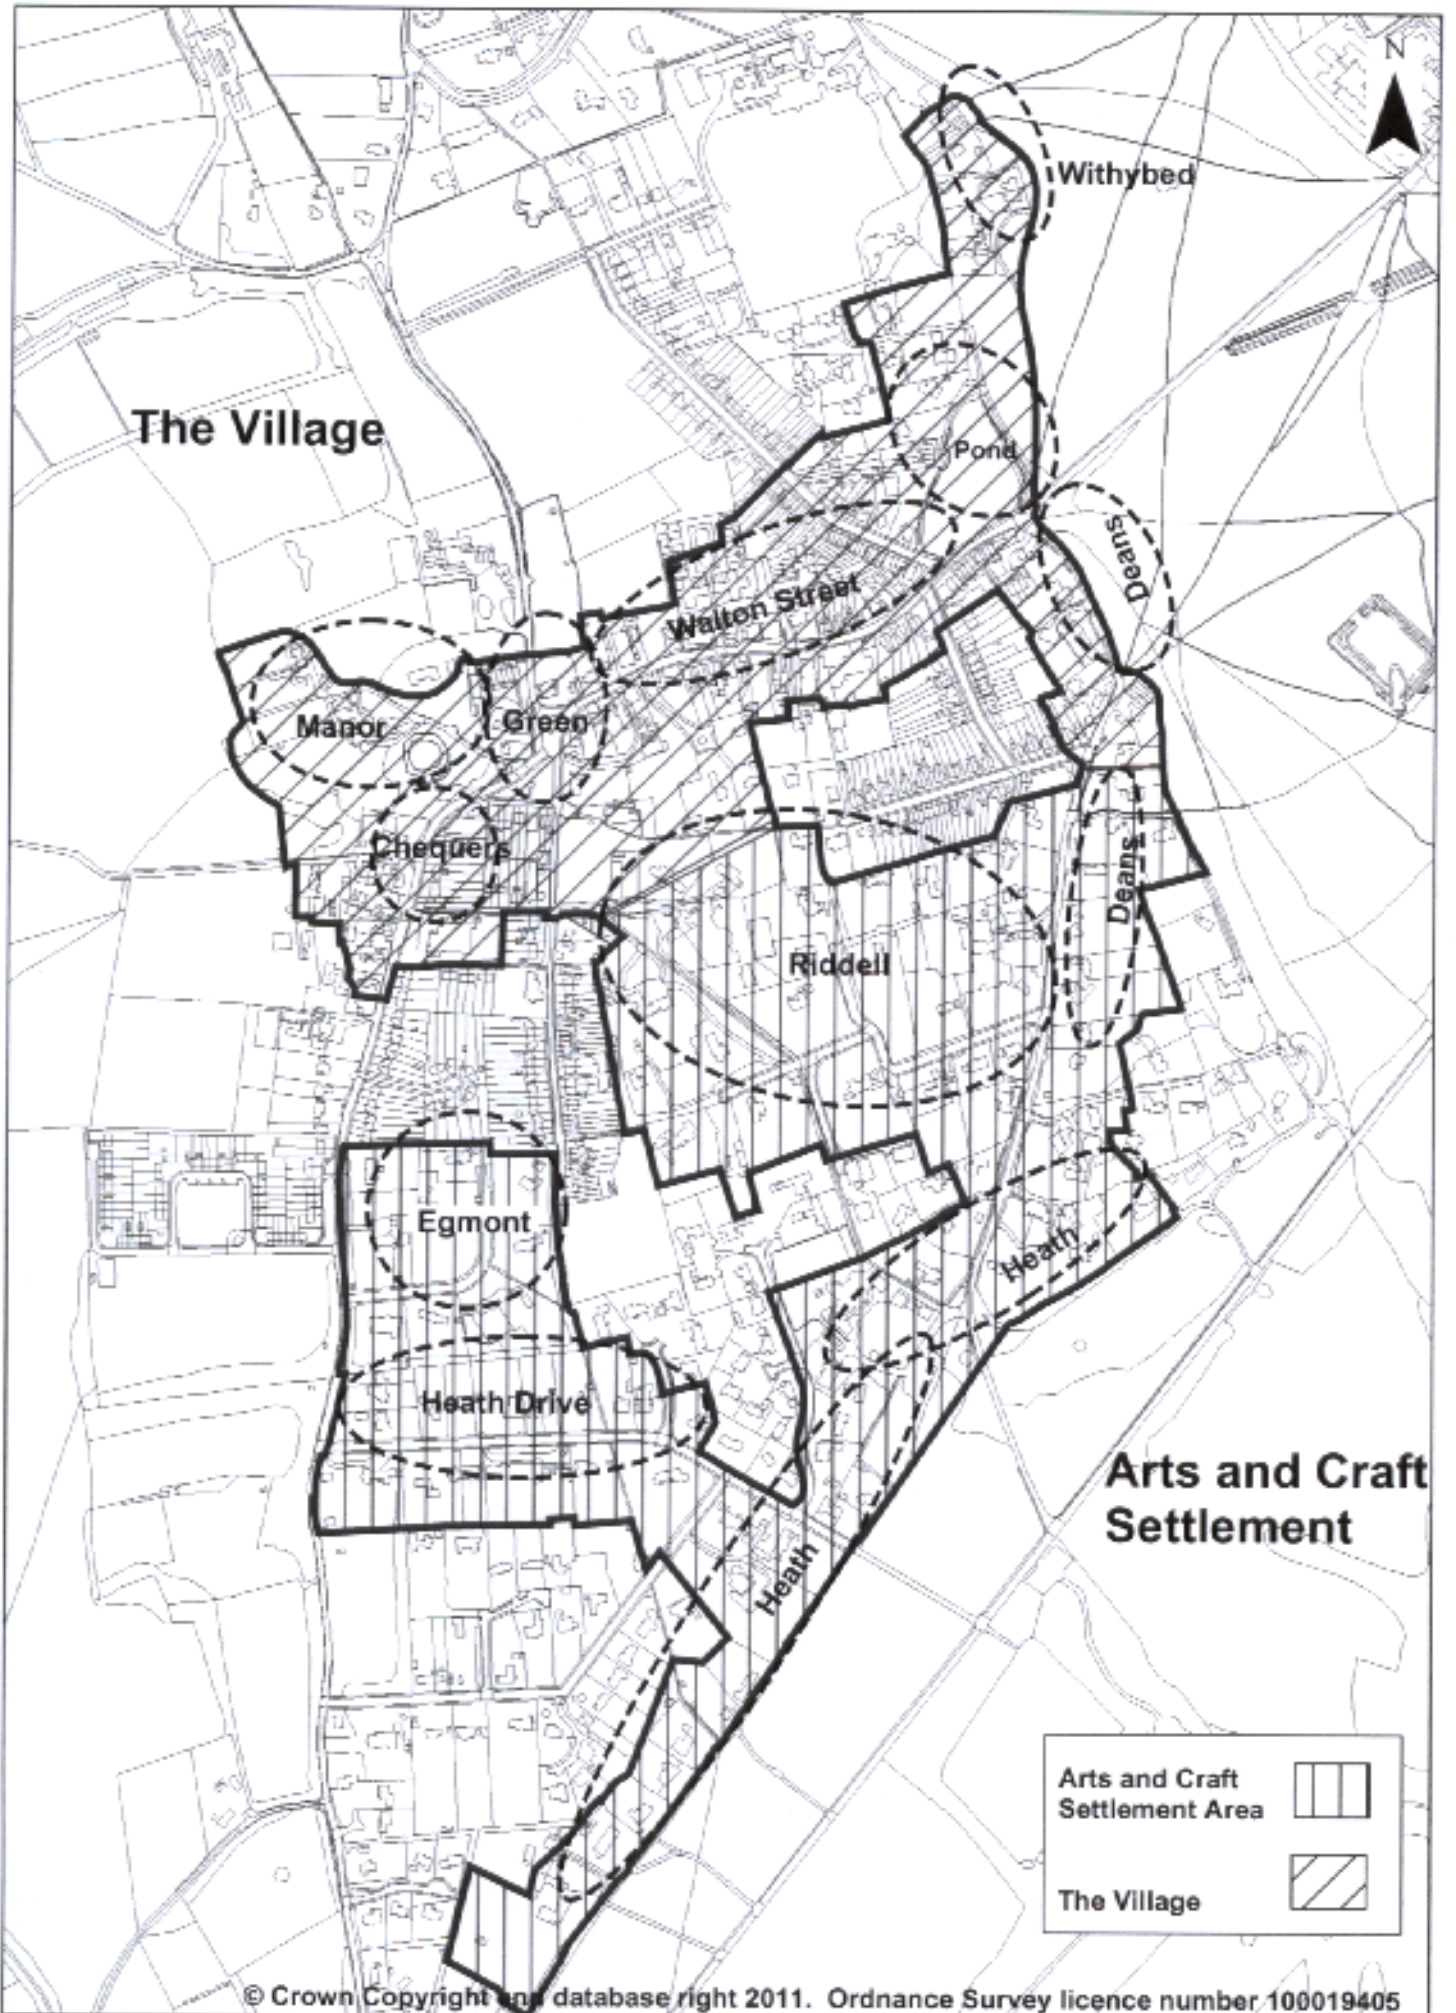 N
Withybed
The Village
Pond
Deans
Walton Street
Manor
Green
Chequers
Deans
Riddell
Egmont
Heath
Heath Drive
Arts and Craft
Settlement
Heath
Arts and Craft
Settlement Area
The Village
© Crown Copyright and database right 2011. Ordnance Survey licence number 100019405